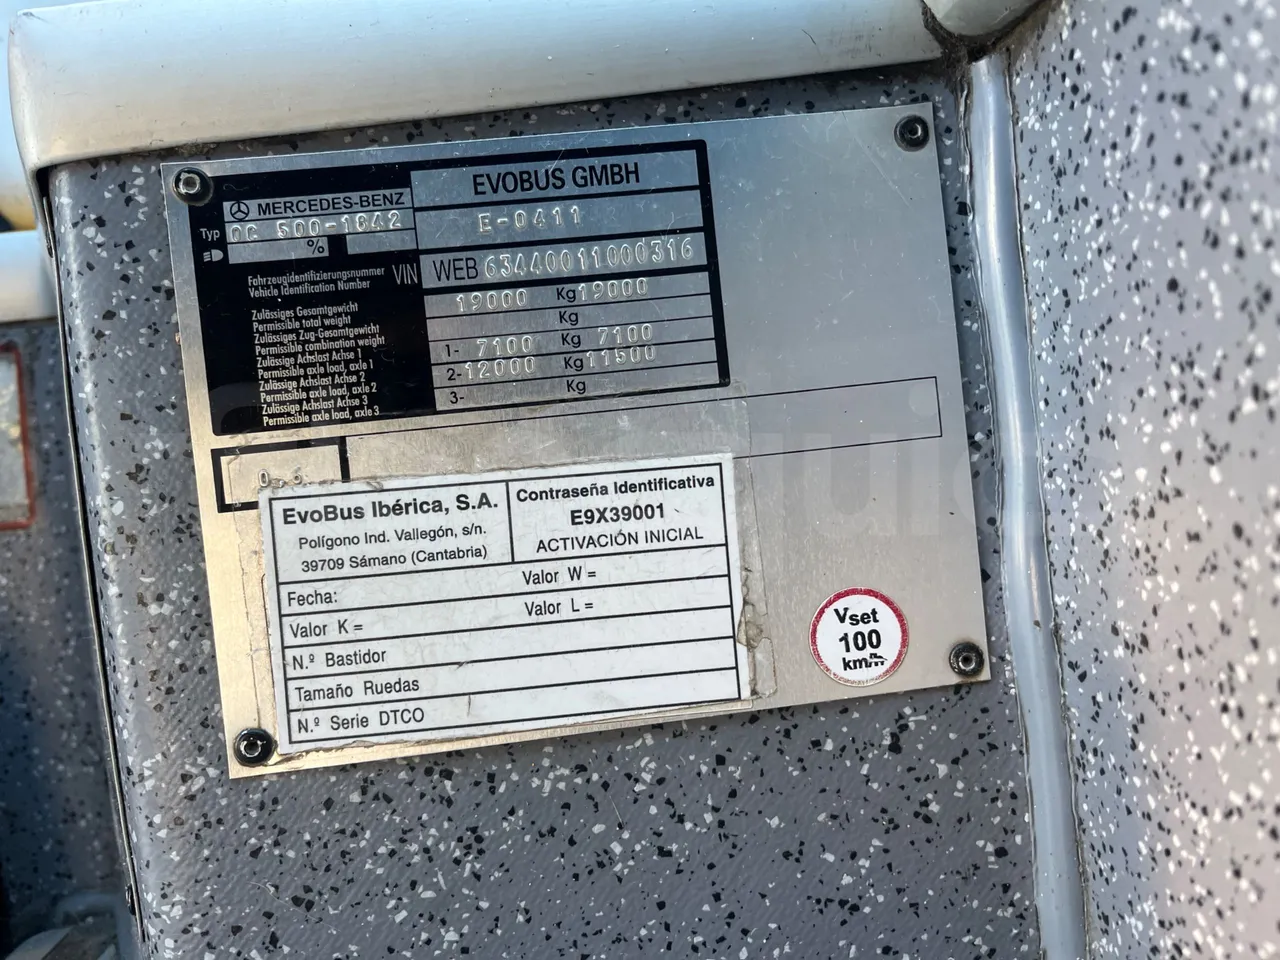 MERCEDES-BENZ
EVOBUS GMBH
Typ OC 500-1842
E-0411
%
Fahrzeugidentifizierungsnummer
Vehicle Identification Number
VIN WEB 63440011000316
Zulässiges Gesamtgewicht
Permissible total weight
19000 Kg 19000
Zulässiges Zug-Gesamtgewicht
Permissible combination weight
Kg
Zulässige Achslast Achse 1
Permissible axle load, axle 1
1- 7100 Kg 7100
Zulässige Achslast Achse 2
Permissible axle load, axle 2
2- 12000 Kg 11500
Zulässige Achslast Achse 3
Permissible axle load, axle 3
3- Kg
0,6
EvoBus Ibérica, S.A.
Polígono Ind. Vallegón, s/n.
39709 Sámano (Cantabria)
Contraseña Identificativa
E9X39001
ACTIVACIÓN INICIAL
Fecha:
Valor W =
Valor K =
Valor L =
N.º Bastidor
Tamaño Ruedas
N.º Serie DTCO
Vset
100
km/h